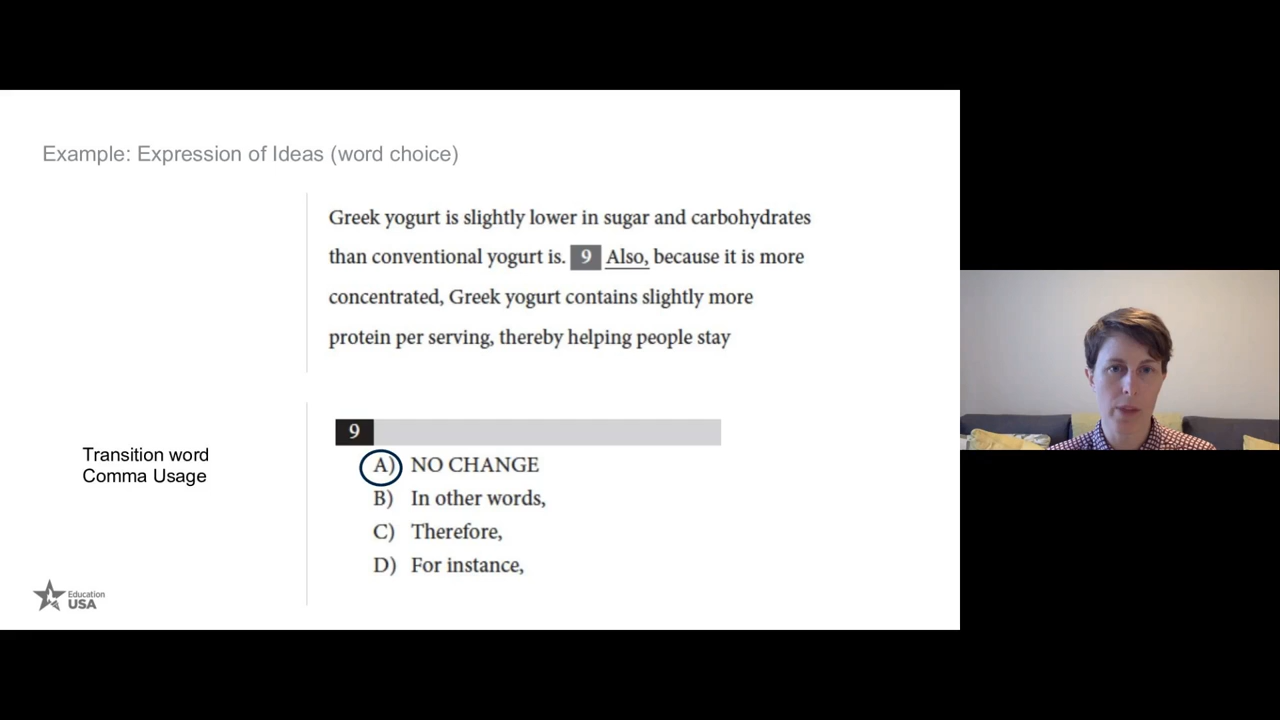 Example: Expression of Ideas (word choice)
Greek yogurt is slightly lower in sugar and carbohydrates
than conventional yogurt is. 9 Also, because it is more
concentrated, Greek yogurt contains slightly more
protein per serving, thereby helping people stay
Transition word
Comma Usage
9
A) NO CHANGE
B) In other words,
C) Therefore,
D) For instance,
Education
USA